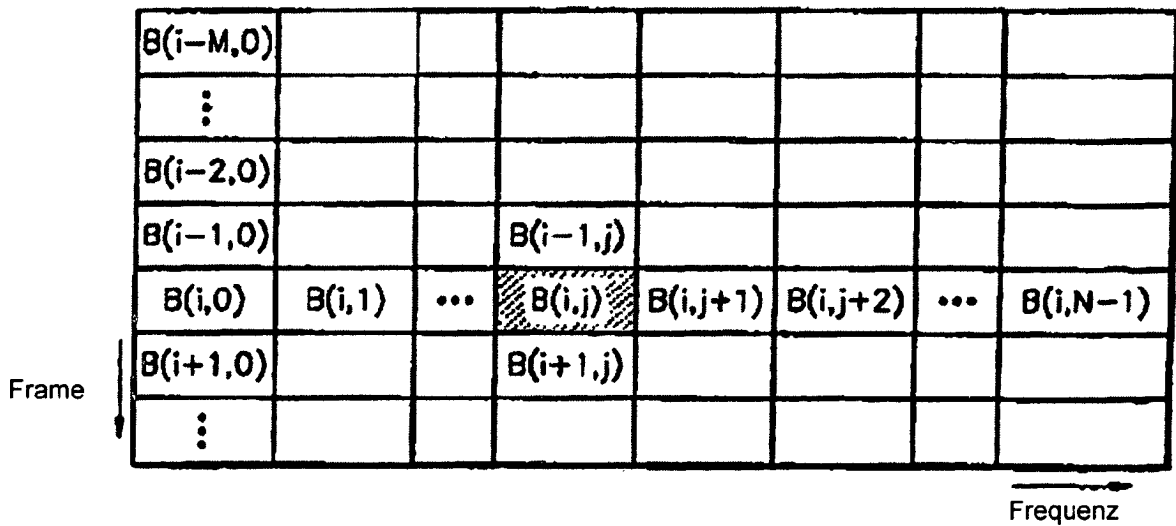 B(i-M,0)
⋮
B(i-2,0)
B(i-1,0) B(i-1,j)
B(i,0) B(i,1) ••• B(i,j) B(i,j+1) B(i,j+2) ••• B(i,N-1)
B(i+1,0) B(i+1,j)
Frame
⋮
Frequenz